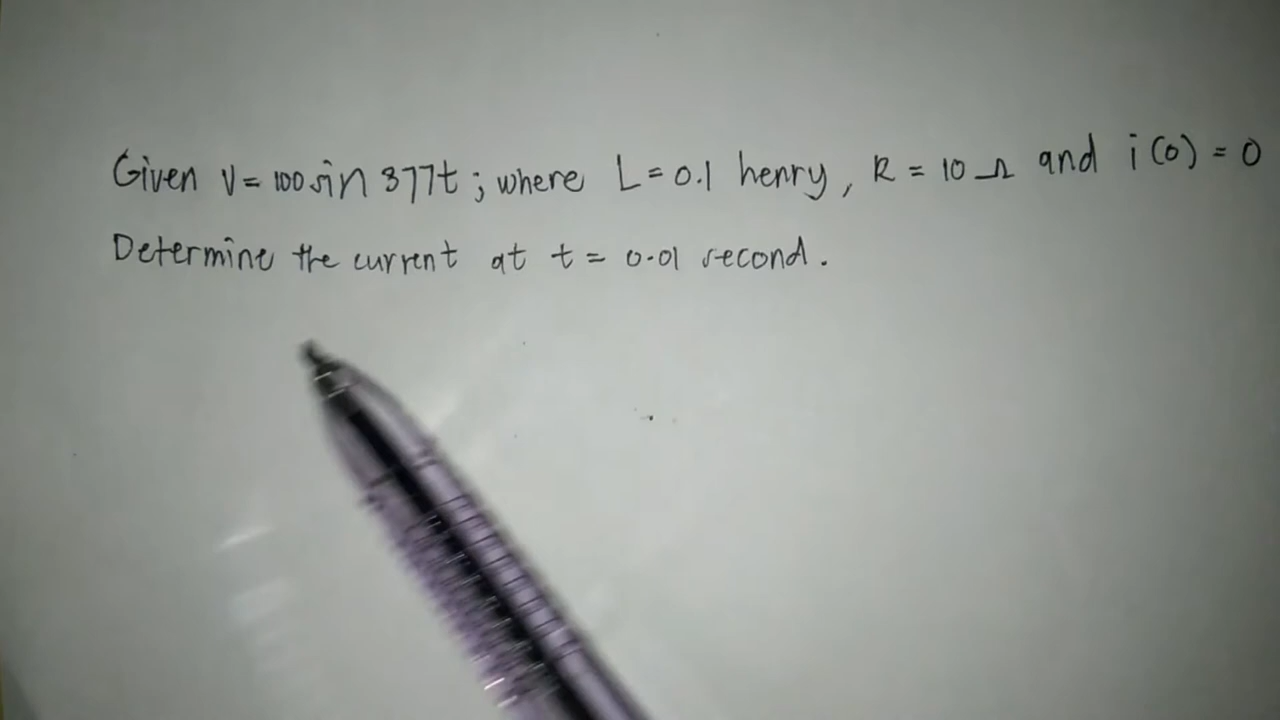 Given V = 100 sin 377t ; where L = 0.1 henry, R = 10 Ω and i(0) = 0
Determine the current at t = 0.01 second.